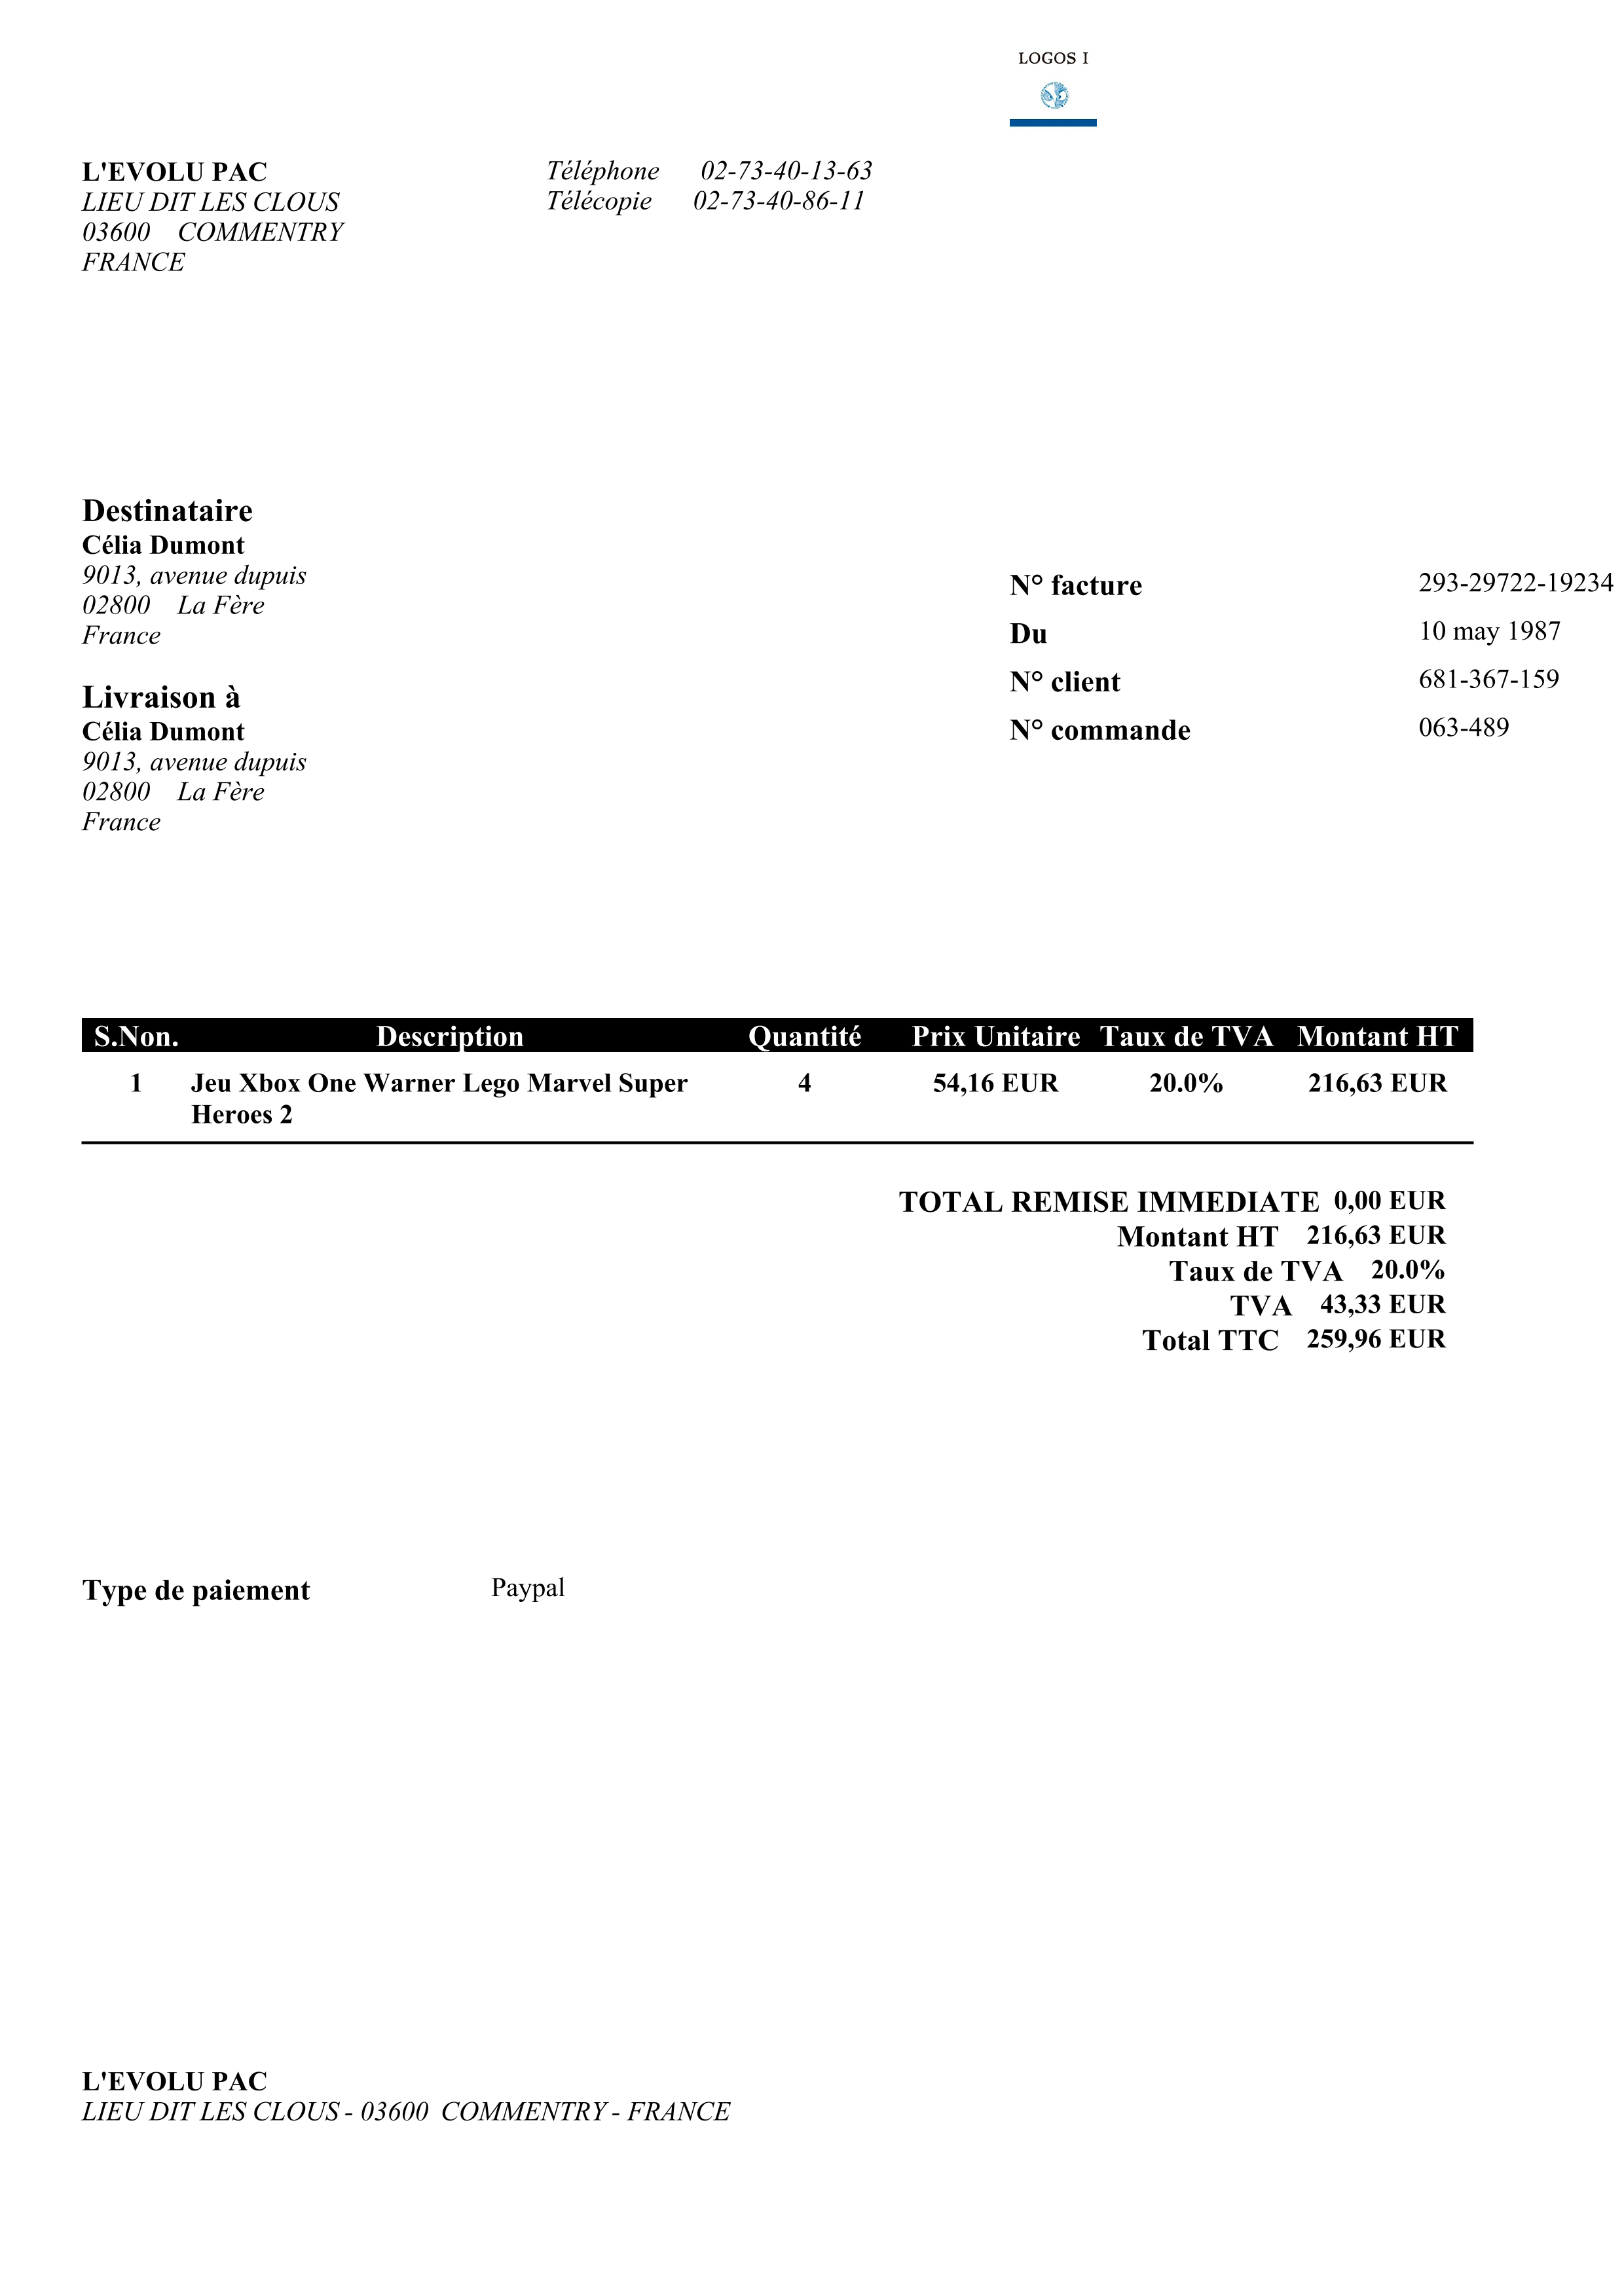 LOGOS I
L'EVOLU PAC
LIEU DIT LES CLOUS
03600 COMMENTRY
FRANCE
Téléphone 02-73-40-13-63
Télécopie 02-73-40-86-11
Destinataire
Célia Dumont
9013, avenue dupuis
02800 La Fère
France
Livraison à
Célia Dumont
9013, avenue dupuis
02800 La Fère
France
N° facture 293-29722-19234
Du 10 may 1987
N° client 681-367-159
N° commande 063-489
S.Non. Description Quantité Prix Unitaire Taux de TVA Montant HT
1 Jeu Xbox One Warner Lego Marvel Super 4 54,16 EUR 20.0% 216,63 EUR
Heroes 2
TOTAL REMISE IMMEDIATE 0,00 EUR
Montant HT 216,63 EUR
Taux de TVA 20.0%
TVA 43,33 EUR
Total TTC 259,96 EUR
Type de paiement Paypal
L'EVOLU PAC
LIEU DIT LES CLOUS - 03600 COMMENTRY - FRANCE